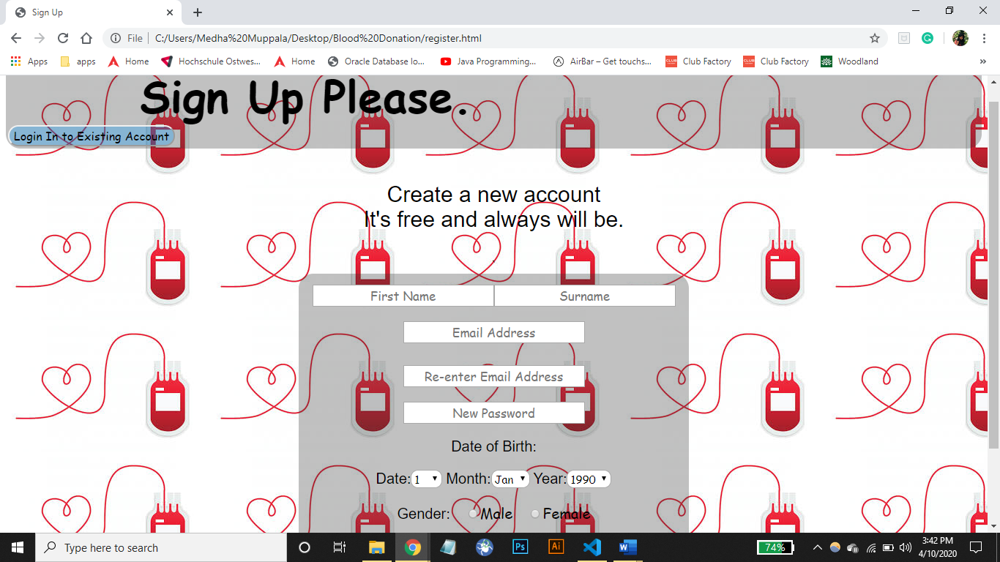 Sign Up
File C:/Users/Medha%20Muppala/Desktop/Blood%20Donation/register.html
Apps apps Home Hochschule Ostwes... Home Oracle Database lo... Java Programming... AirBar – Get touchs... CLUB Club Factory CLUB Club Factory Woodland »
Sign Up Please.
Login In to Existing Account
Create a new account
It's free and always will be.
.
First Name Surname
Email Address
Re-enter Email Address
New Password
Date of Birth:
Date: 1 Month: Jan Year: 1990
Gender: Male Female
Type here to search Ps Ai W 74% 3:42 PM
4/10/2020